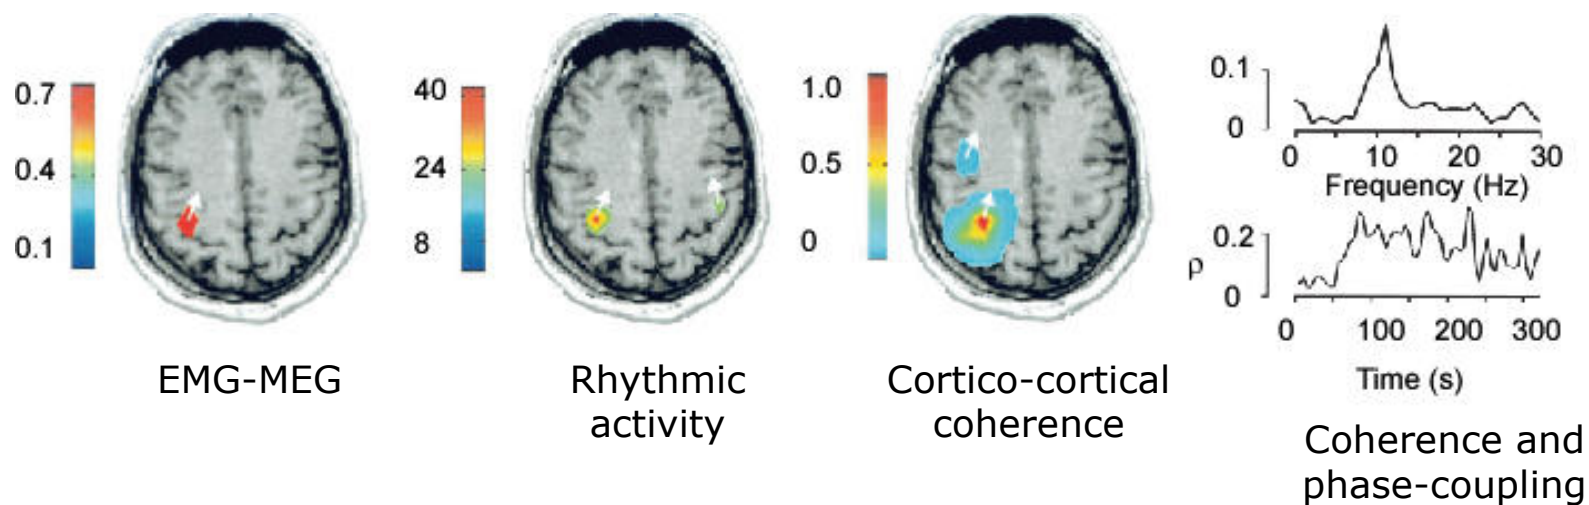 0.7
0.4
0.1
EMG-MEG
40
24
8
Rhythmic
activity
1.0
0.5
0
Cortico-cortical
coherence
0.1
0
0 10 20 30
Frequency (Hz)
0.2
ρ
0
0 100 200 300
Time (s)
Coherence and
phase-coupling